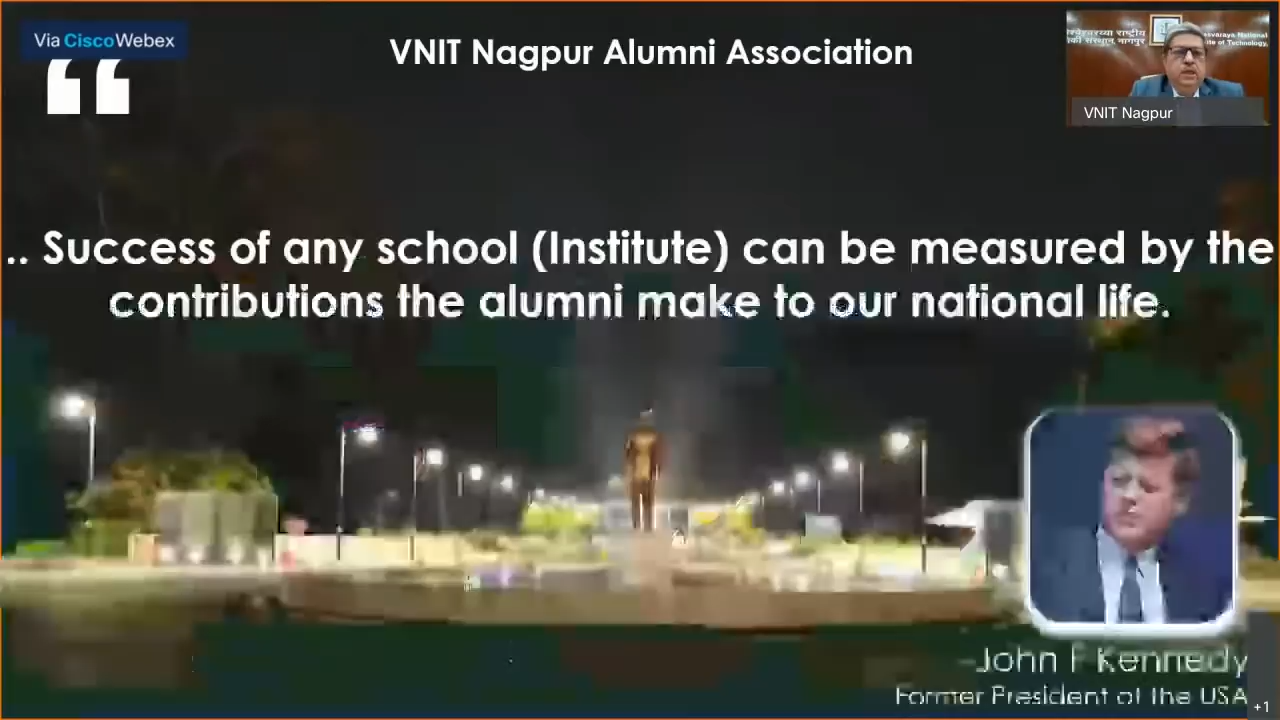 Via CiscoWebex
VNIT Nagpur Alumni Association
“
.. Success of any school (Institute) can be measured by the
contributions the alumni make to our national life.
-John F Kennedy
Former President of the USA
VNIT Nagpur
+1